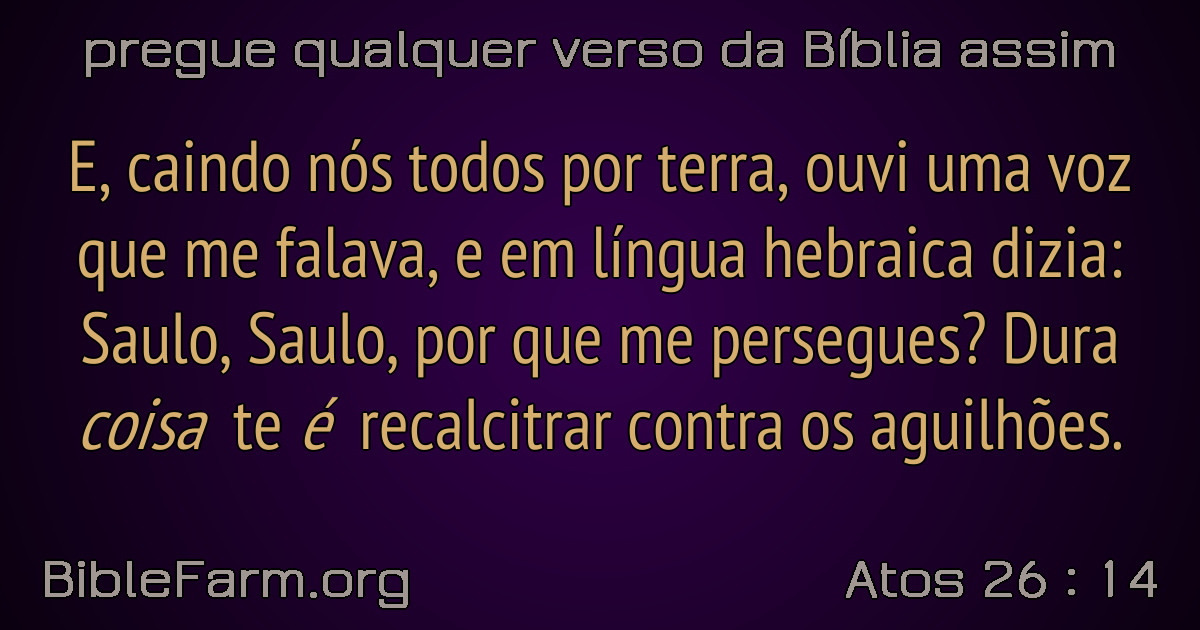 pregue qualquer verso da Bíblia assim
E, caindo nós todos por terra, ouvi uma voz
que me falava, e em língua hebraica dizia:
Saulo, Saulo, por que me persegues? Dura
coisa te é recalcitrar contra os aguilhões.
BibleFarm.org
Atos 26 : 14